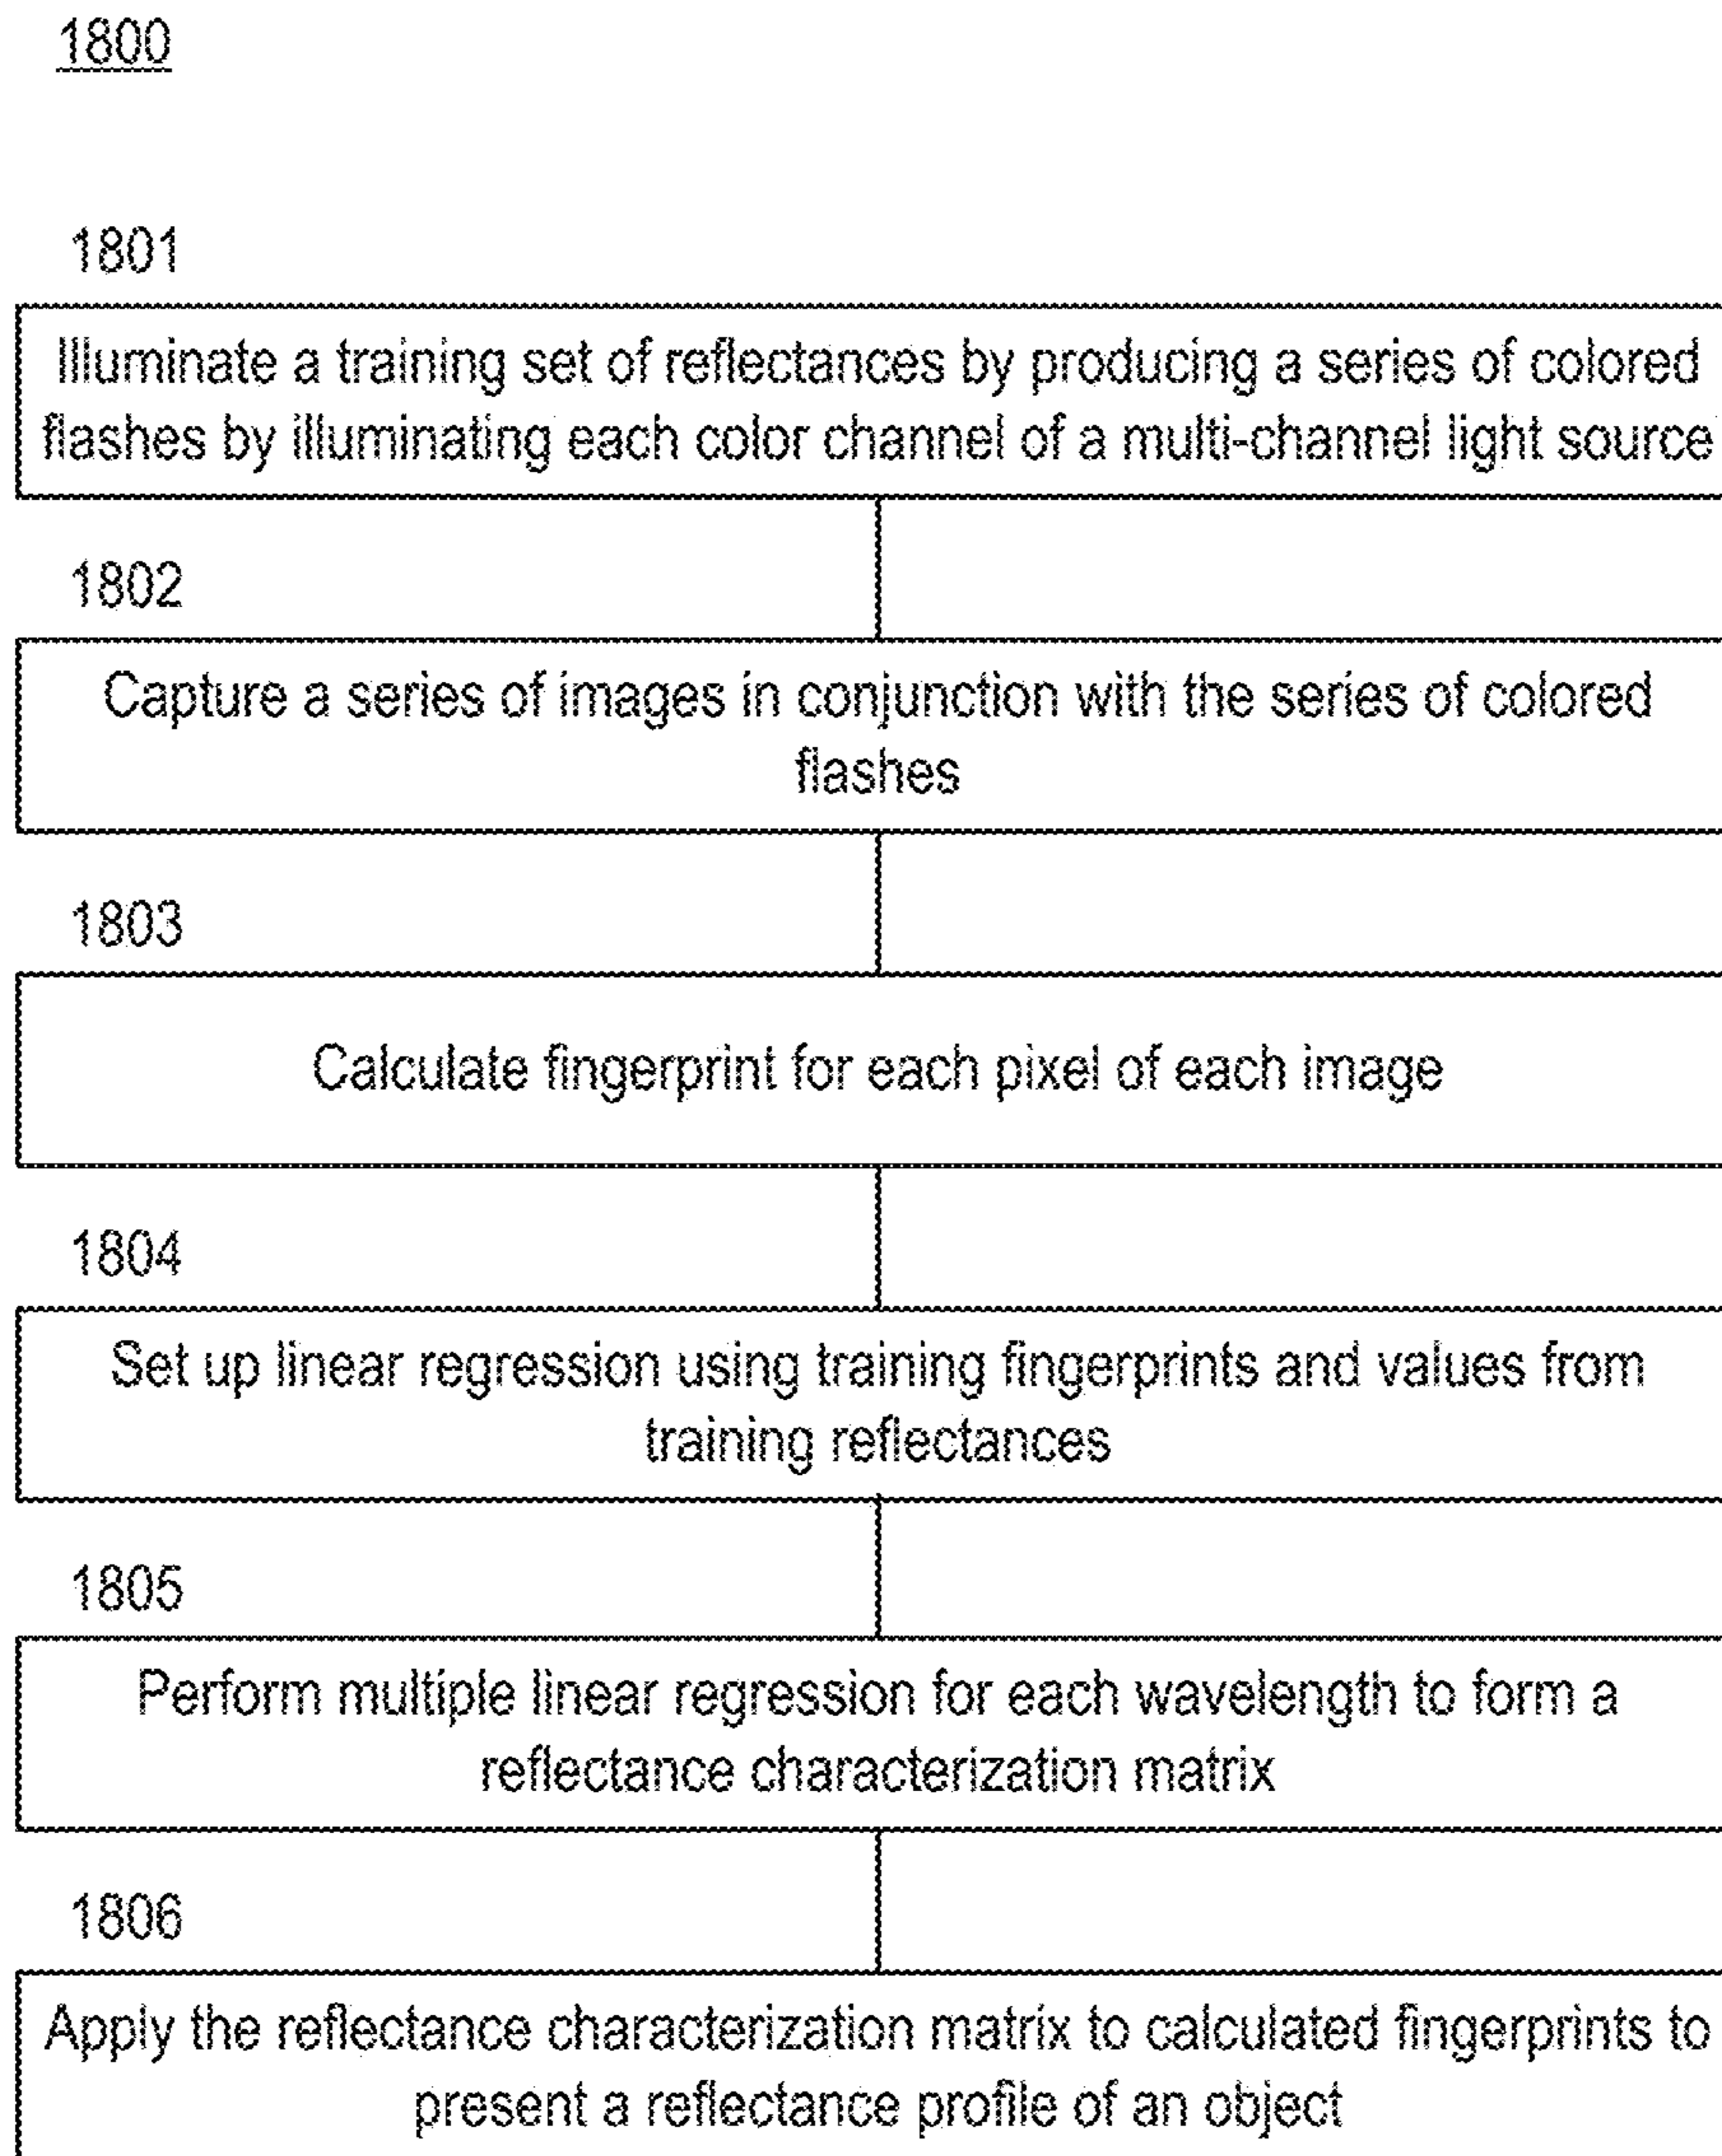 1800
1801
Illuminate a training set of reflectances by producing a series of colored
flashes by illuminating each color channel of a multi-channel light source
1802
Capture a series of images in conjunction with the series of colored
flashes
1803
Calculate fingerprint for each pixel of each image
1804
Set up linear regression using training fingerprints and values from
training reflectances
1805
Perform multiple linear regression for each wavelength to form a
reflectance characterization matrix
1806
Apply the reflectance characterization matrix to calculated fingerprints to
present a reflectance profile of an object